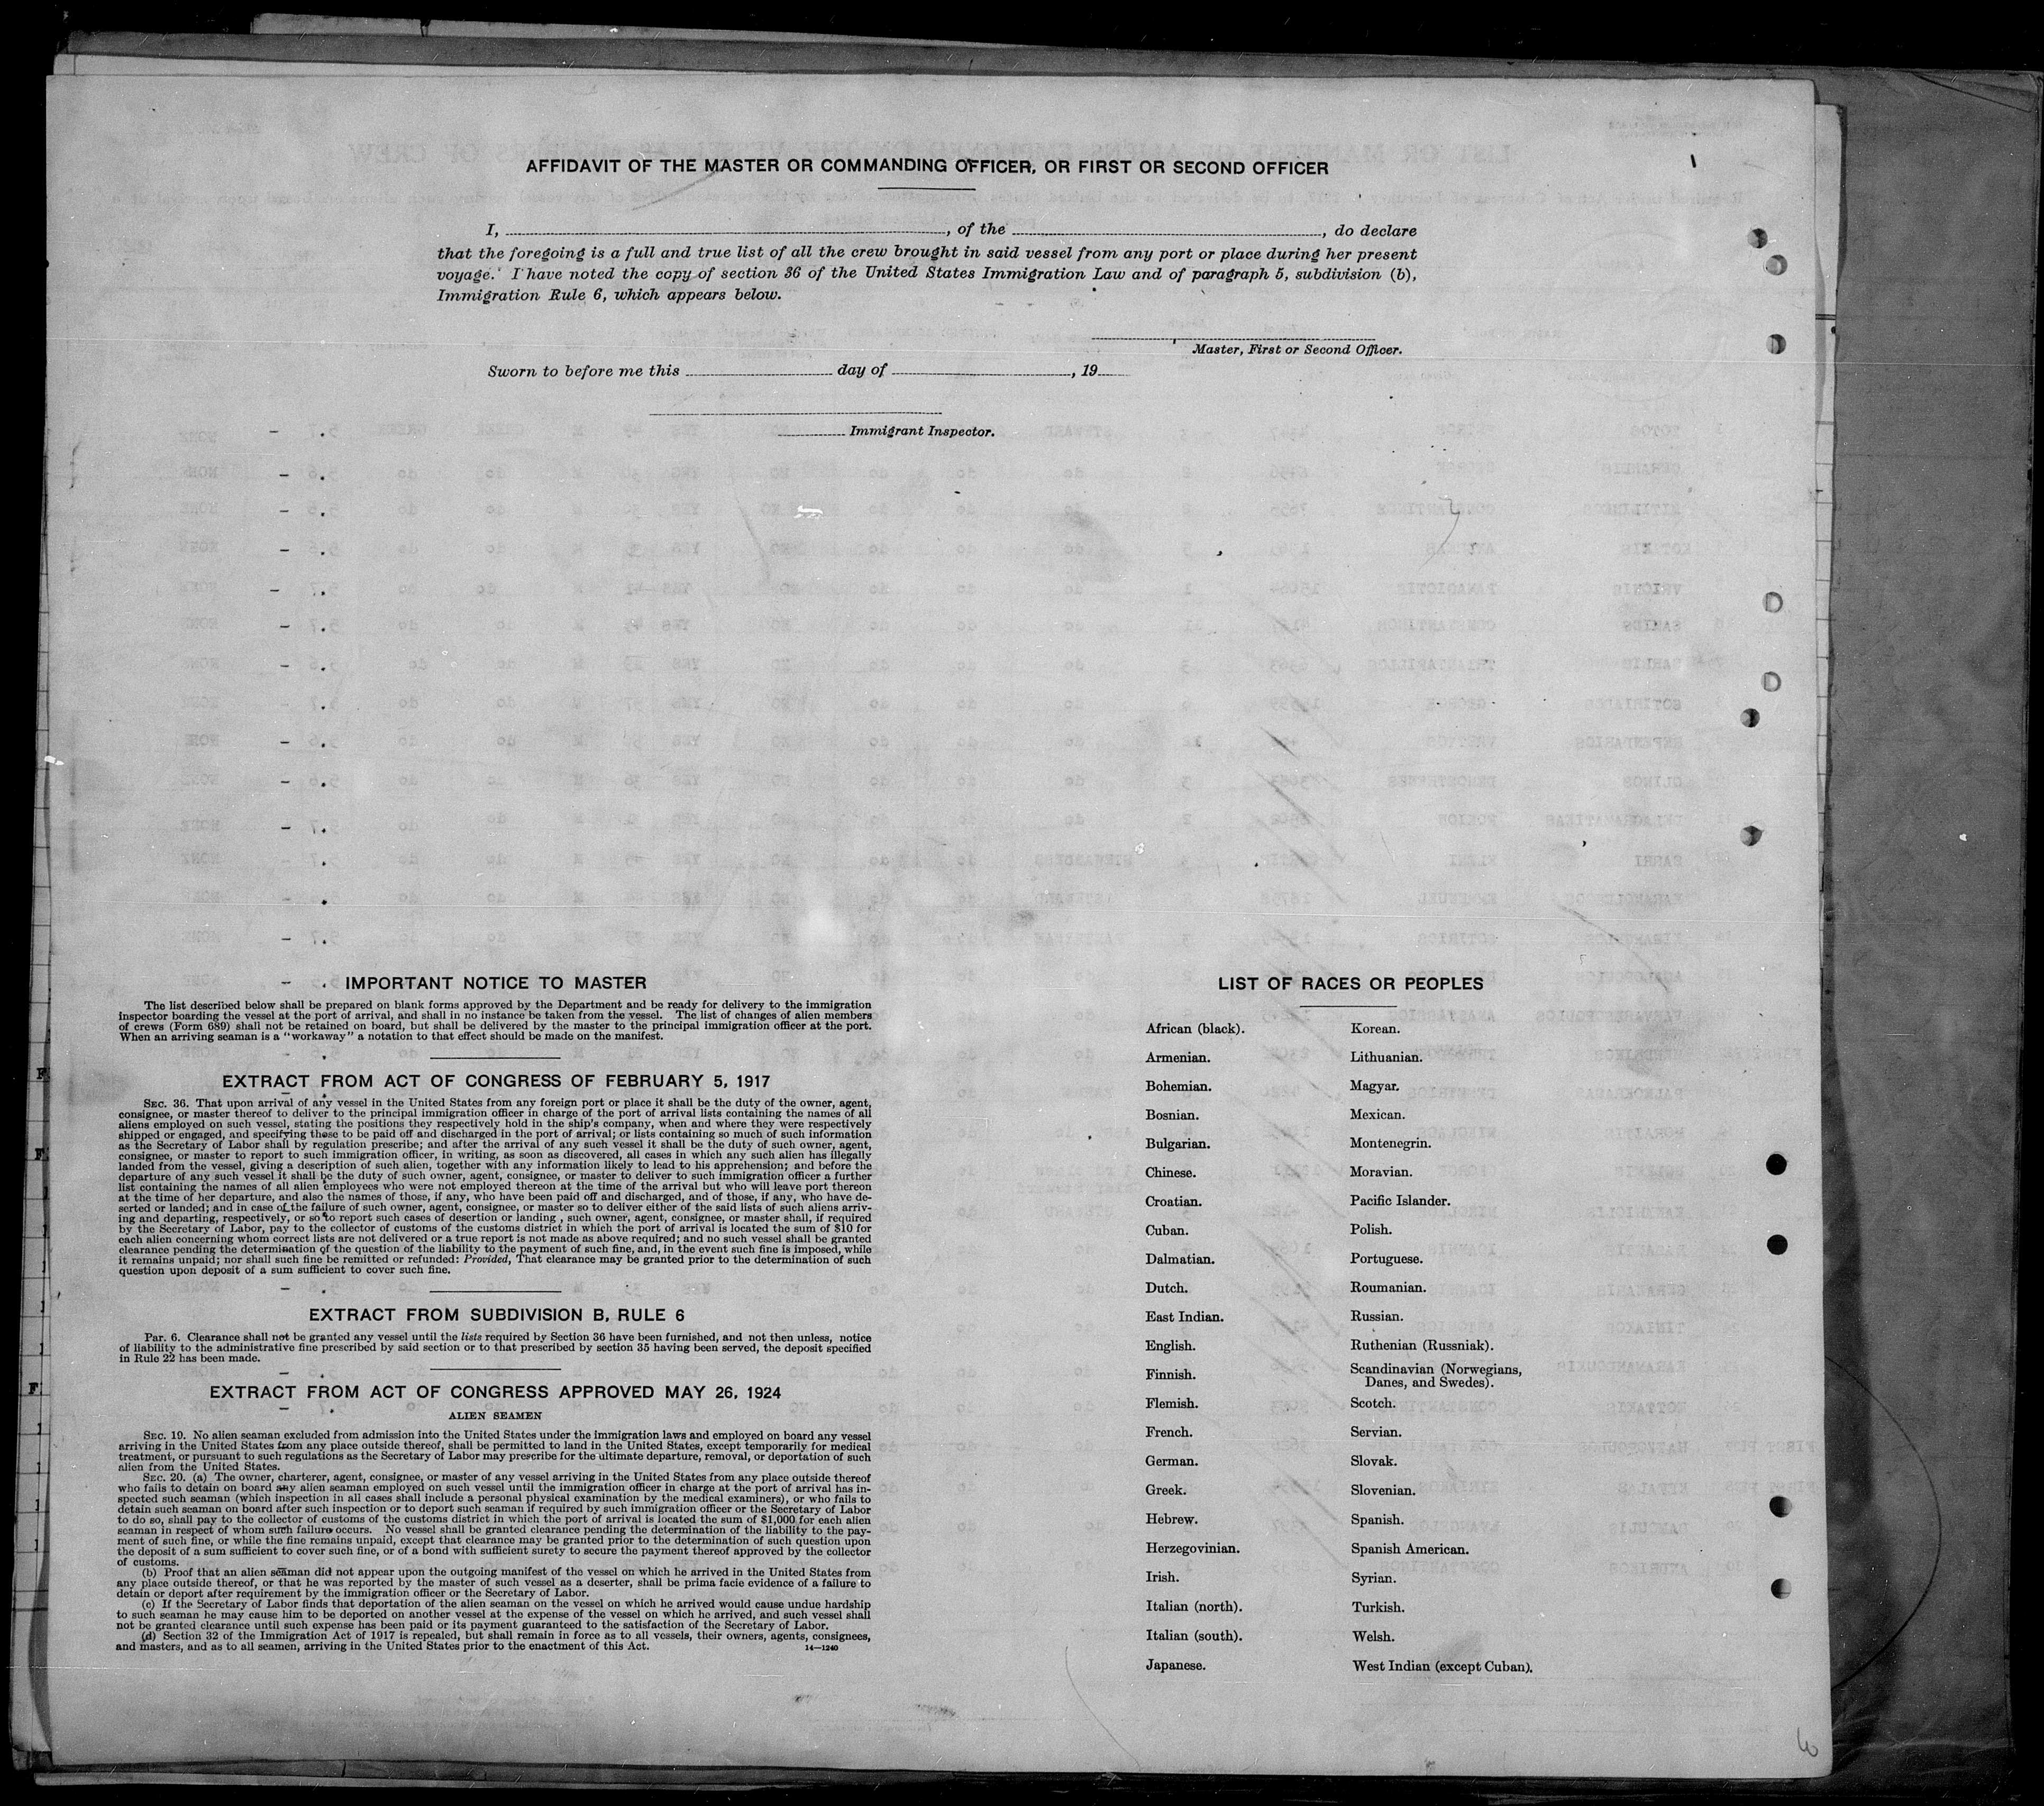 AFFIDAVIT OF THE MASTER OR COMMANDING OFFICER, OR FIRST OR SECOND OFFICER
I, , of the , do declare
that the foregoing is a full and true list of all the crew brought in said vessel from any port or place during her present
voyage. I have noted the copy of section 36 of the United States Immigration Law and of paragraph 5, subdivision (b),
Immigration Rule 6, which appears below.
Master, First or Second Officer.
Sworn to before me this day of , 19
Immigrant Inspector.
IMPORTANT NOTICE TO MASTER
The list described below shall be prepared on blank forms approved by the Department and be ready for delivery to the immigration
inspector boarding the vessel at the port of arrival, and shall in no instance be taken from the vessel. The list of changes of alien members
of crews (Form 689) shall not be retained on board, but shall be delivered by the master to the principal immigration officer at the port.
When an arriving seaman is a "workaway" a notation to that effect should be made on the manifest.
EXTRACT FROM ACT OF CONGRESS OF FEBRUARY 5, 1917
SEC. 36. That upon arrival of any vessel in the United States from any foreign port or place it shall be the duty of the owner, agent,
consignee, or master thereof to deliver to the principal immigration officer in charge of the port of arrival lists containing the names of all
aliens employed on such vessel, stating the positions they respectively hold in the ship's company, when and where they were respectively
shipped or engaged, and specifying those to be paid off and discharged in the port of arrival; or lists containing so much of such information
as the Secretary of Labor shall by regulation prescribe; and after the arrival of any such vessel it shall be the duty of such owner, agent,
consignee, or master to report to such immigration officer, in writing, as soon as discovered, all cases in which any such alien has illegally
landed from the vessel, giving a description of such alien, together with any information likely to lead to his apprehension; and before the
departure of any such vessel it shall be the duty of such owner, agent, consignee, or master to deliver to such immigration officer a further
list containing the names of all alien employees who were not employed thereon at the time of the arrival but who will leave port thereon
at the time of her departure, and also the names of those, if any, who have been paid off and discharged, and of those, if any, who have de-
serted or landed; and in case of the failure of such owner, agent, consignee, or master so to deliver either of the said lists of such aliens arriv-
ing and departing, respectively, or so to report such cases of desertion or landing , such owner, agent, consignee, or master shall, if required
by the Secretary of Labor, pay to the collector of customs of the customs district in which the port of arrival is located the sum of $10 for
each alien concerning whom correct lists are not delivered or a true report is not made as above required; and no such vessel shall be granted
clearance pending the determination of the question of the liability to the payment of such fine, and, in the event such fine is imposed, while
it remains unpaid; nor shall such fine be remitted or refunded: Provided, That clearance may be granted prior to the determination of such
question upon deposit of a sum sufficient to cover such fine.
EXTRACT FROM SUBDIVISION B, RULE 6
Par. 6. Clearance shall not be granted any vessel until the lists required by Section 36 have been furnished, and not then unless, notice
of liability to the administrative fine prescribed by said section or to that prescribed by section 35 having been served, the deposit specified
in Rule 22 has been made.
EXTRACT FROM ACT OF CONGRESS APPROVED MAY 26, 1924
ALIEN SEAMEN
SEC. 19. No alien seaman excluded from admission into the United States under the immigration laws and employed on board any vessel
arriving in the United States from any place outside thereof, shall be permitted to land in the United States, except temporarily for medical
treatment, or pursuant to such regulations as the Secretary of Labor may prescribe for the ultimate departure, removal, or deportation of such
alien from the United States.
SEC. 20. (a) The owner, charterer, agent, consignee, or master of any vessel arriving in the United States from any place outside thereof
who fails to detain on board any alien seaman employed on such vessel until the immigration officer in charge at the port of arrival has in-
spected such seaman (which inspection in all cases shall include a personal physical examination by the medical examiners), or who fails to
detain such seaman on board after such inspection or to deport such seaman if required by such immigration officer or the Secretary of Labor
to do so, shall pay to the collector of customs of the customs district in which the port of arrival is located the sum of $1,000 for each alien
seaman in respect of whom such failure occurs. No vessel shall be granted clearance pending the determination of the liability to the pay-
ment of such fine, or while the fine remains unpaid, except that clearance may be granted prior to the determination of such question upon
the deposit of a sum sufficient to cover such fine, or of a bond with sufficient surety to secure the payment thereof approved by the collector
of customs.
(b) Proof that an alien seaman did not appear upon the outgoing manifest of the vessel on which he arrived in the United States from
any place outside thereof, or that he was reported by the master of such vessel as a deserter, shall be prima facie evidence of a failure to
detain or deport after requirement by the immigration officer or the Secretary of Labor.
(c) If the Secretary of Labor finds that deportation of the alien seaman on the vessel on which he arrived would cause undue hardship
to such seaman he may cause him to be deported on another vessel at the expense of the vessel on which he arrived, and such vessel shall
not be granted clearance until such expense has been paid or its payment guaranteed to the satisfaction of the Secretary of Labor.
(d) Section 32 of the Immigration Act of 1917 is repealed, but shall remain in force as to all vessels, their owners, agents, consignees,
and masters, and as to all seamen, arriving in the United States prior to the enactment of this Act.
14—1240
LIST OF RACES OR PEOPLES
African (black). Korean.
Armenian. Lithuanian.
Bohemian. Magyar.
Bosnian. Mexican.
Bulgarian. Montenegrin.
Chinese. Moravian.
Croatian. Pacific Islander.
Cuban. Polish.
Dalmatian. Portuguese.
Dutch. Roumanian.
East Indian. Russian.
English. Ruthenian (Russniak).
Finnish. Scandinavian (Norwegians,
Danes, and Swedes).
Flemish. Scotch.
French. Servian.
German. Slovak.
Greek. Slovenian.
Hebrew. Spanish.
Herzegovinian. Spanish American.
Irish. Syrian.
Italian (north). Turkish.
Italian (south). Welsh.
Japanese. West Indian (except Cuban).